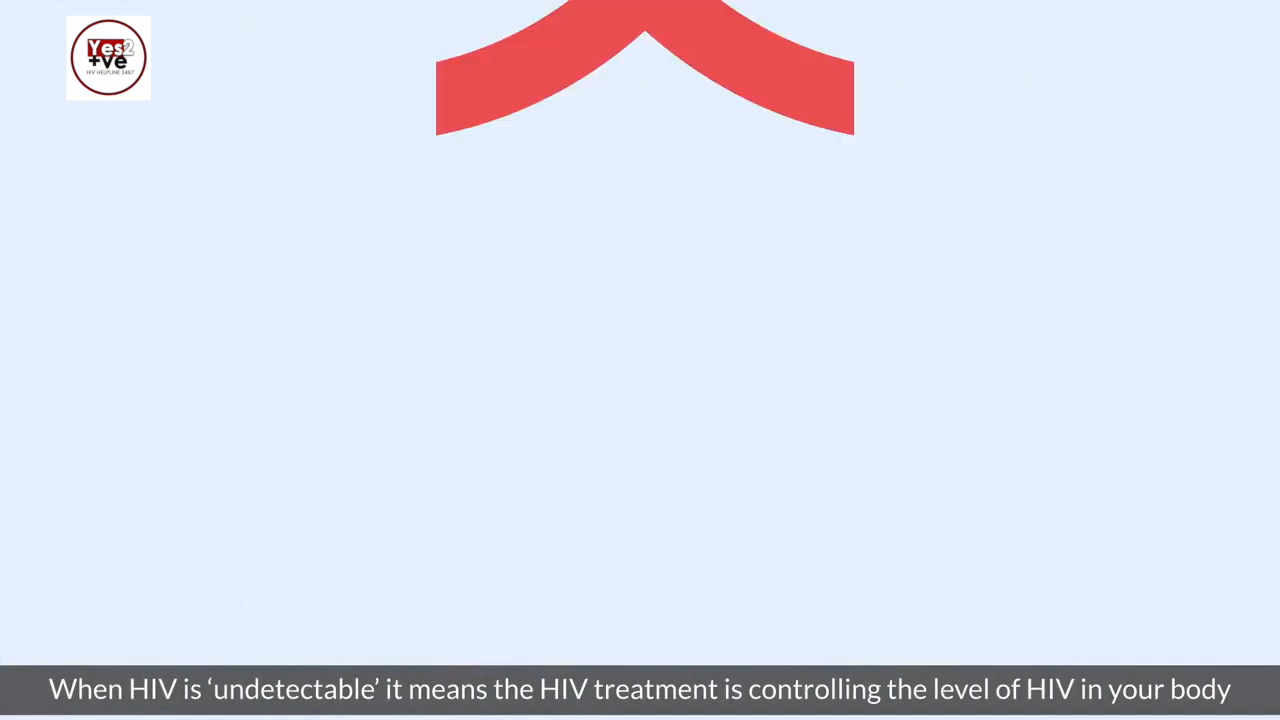 Yes2
+ve
HIV HELPLINE 24X7
When HIV is ‘undetectable’ it means the HIV treatment is controlling the level of HIV in your body